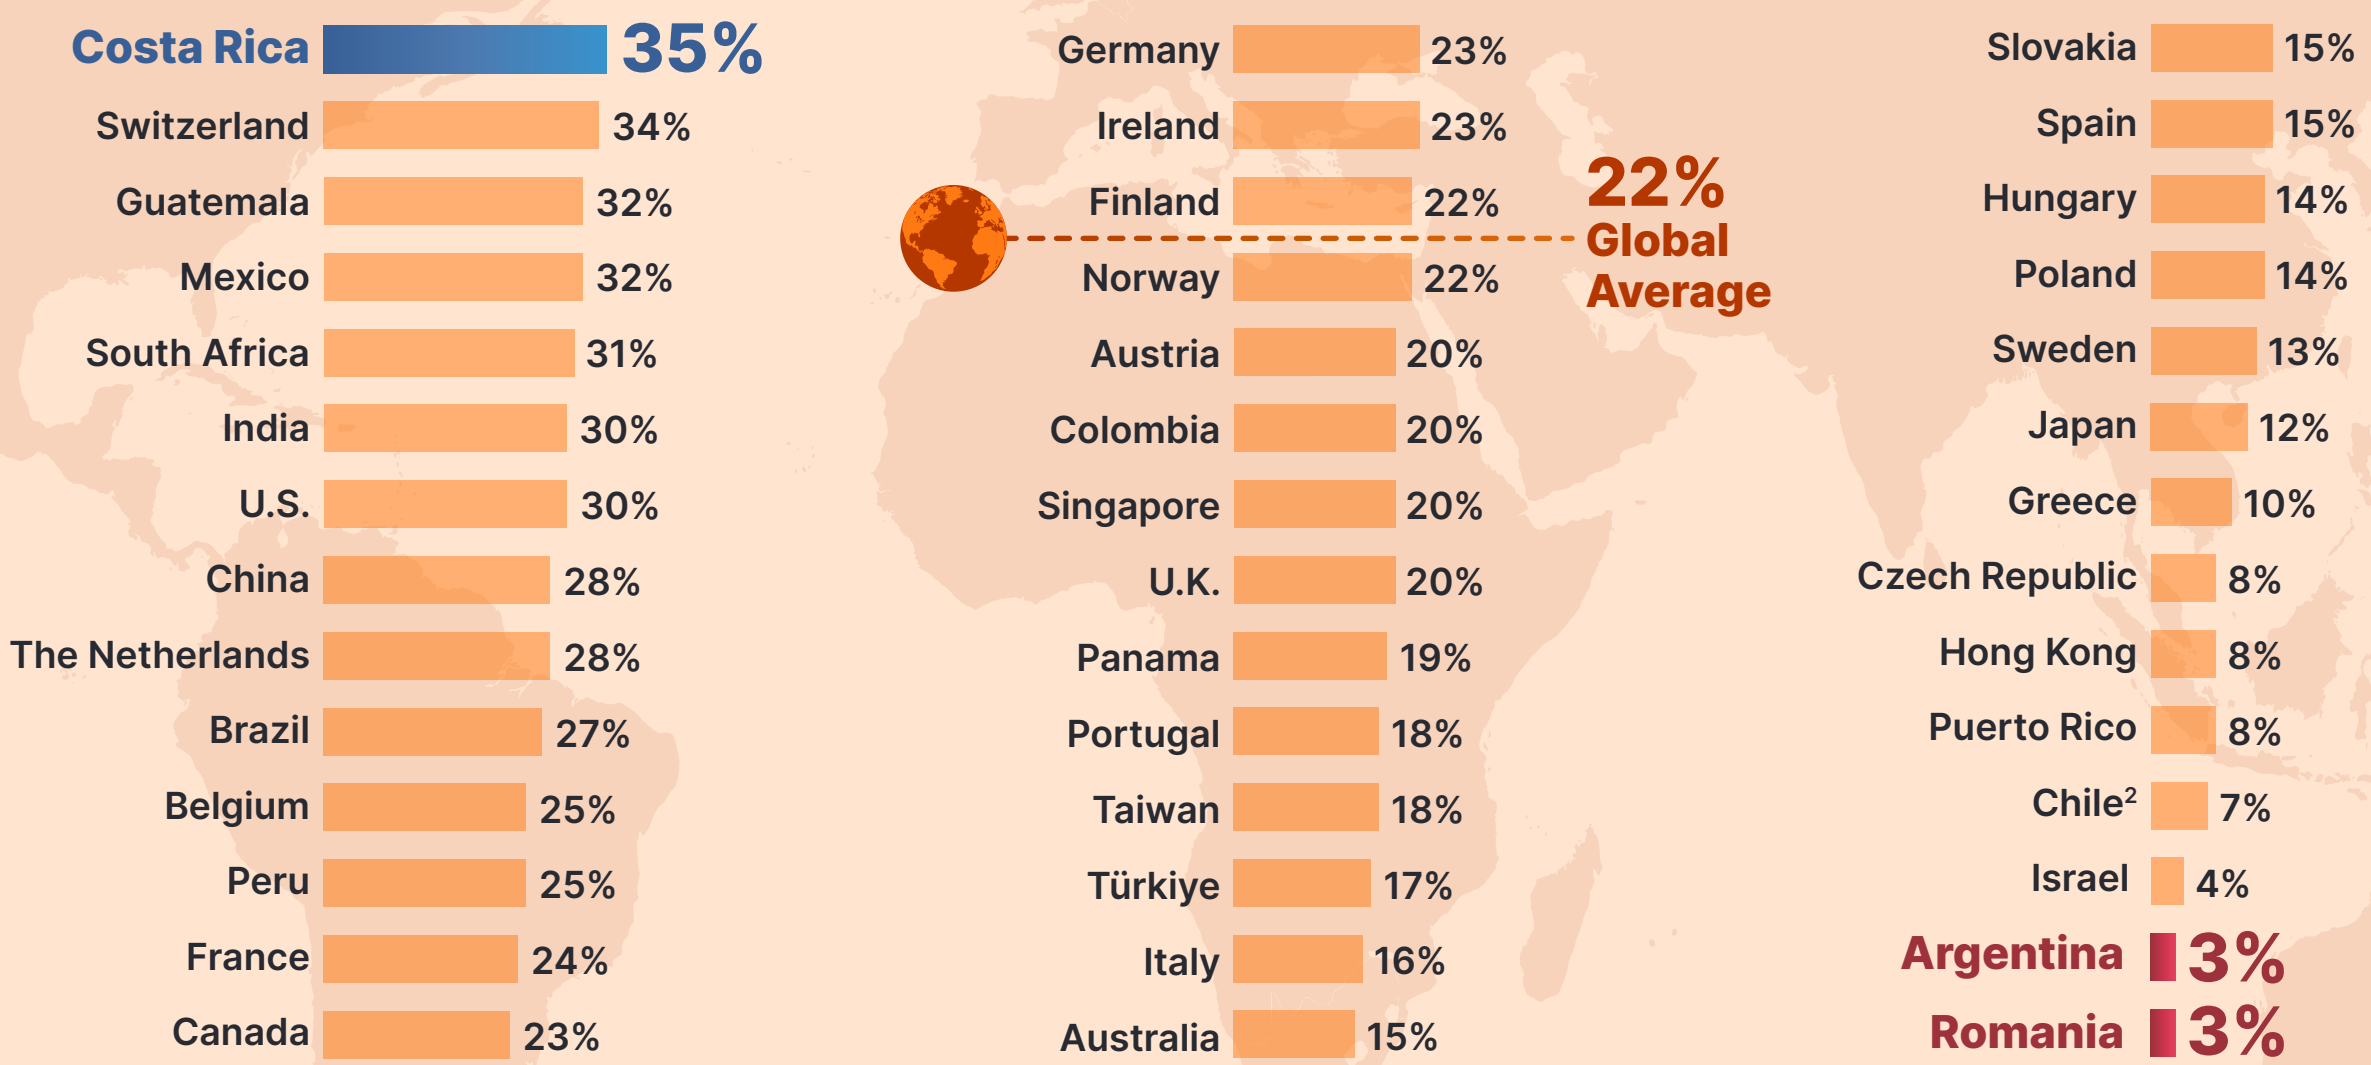 Costa Rica 35%
Switzerland 34%
Guatemala 32%
Mexico 32%
South Africa 31%
India 30%
U.S. 30%
China 28%
The Netherlands 28%
Brazil 27%
Belgium 25%
Peru 25%
France 24%
Canada 23%
Germany 23%
Ireland 23%
Finland 22%
22%
Global
Average
Norway 22%
Austria 20%
Colombia 20%
Singapore 20%
U.K. 20%
Panama 19%
Portugal 18%
Taiwan 18%
Türkiye 17%
Italy 16%
Australia 15%
Slovakia 15%
Spain 15%
Hungary 14%
Poland 14%
Sweden 13%
Japan 12%
Greece 10%
Czech Republic 8%
Hong Kong 8%
Puerto Rico 8%
Chile² 7%
Israel 4%
Argentina 3%
Romania 3%